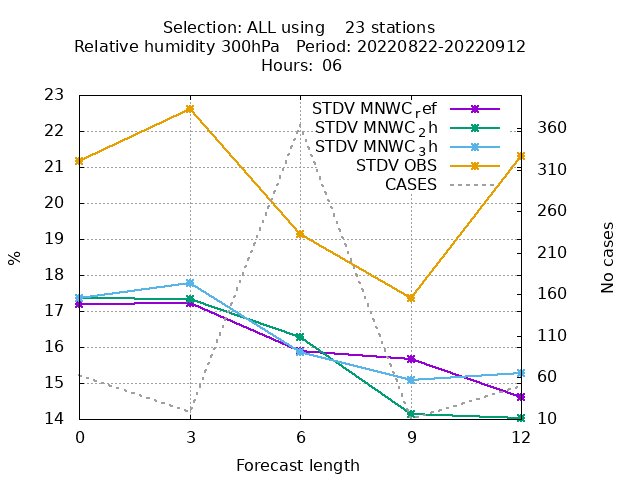 Selection: ALL using    23 stations
Relative humidity 300hPa   Period: 20220822-20220912
Hours: 06
STDV MNWC_ref
STDV MNWC_2h
STDV MNWC_3h
STDV OBS
CASES
23
22
21
20
19
18
17
16
15
14
%
360
310
260
210
160
110
60
10
No cases
0 3 6 9 12
Forecast length